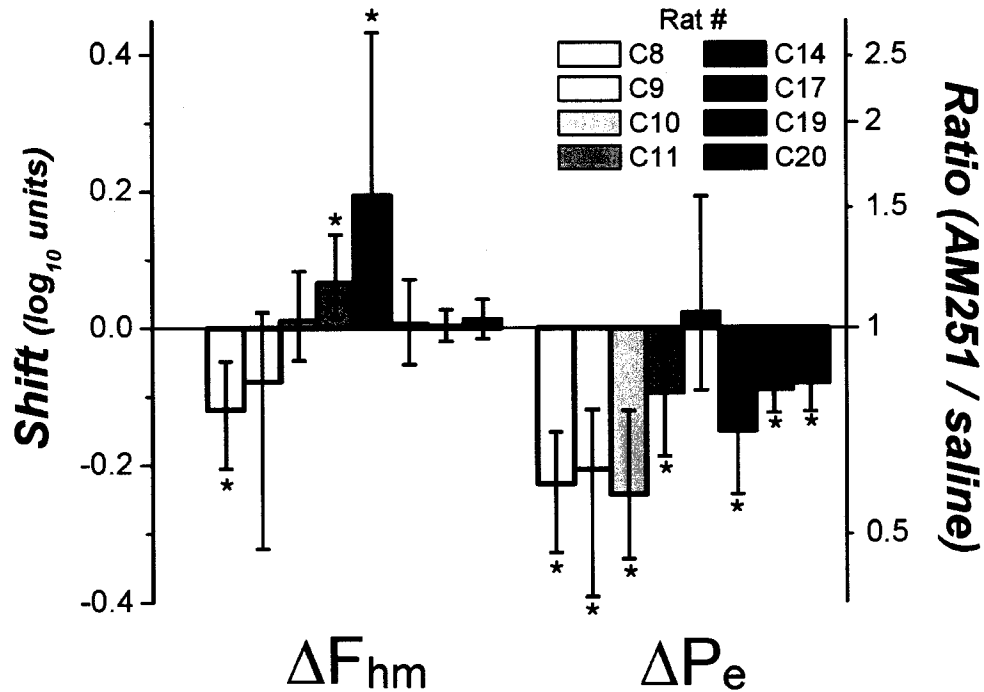 Rat #
C8
C9
C10
C11
C14
C17
C19
C20
Shift (log10 units)
0.4
0.2
0.0
-0.2
-0.4
2.5
2
1.5
1
0.5
Ratio (AM251 / saline)
*
*
*
*
*
*
*
*
*
*
ΔFhm
ΔPe